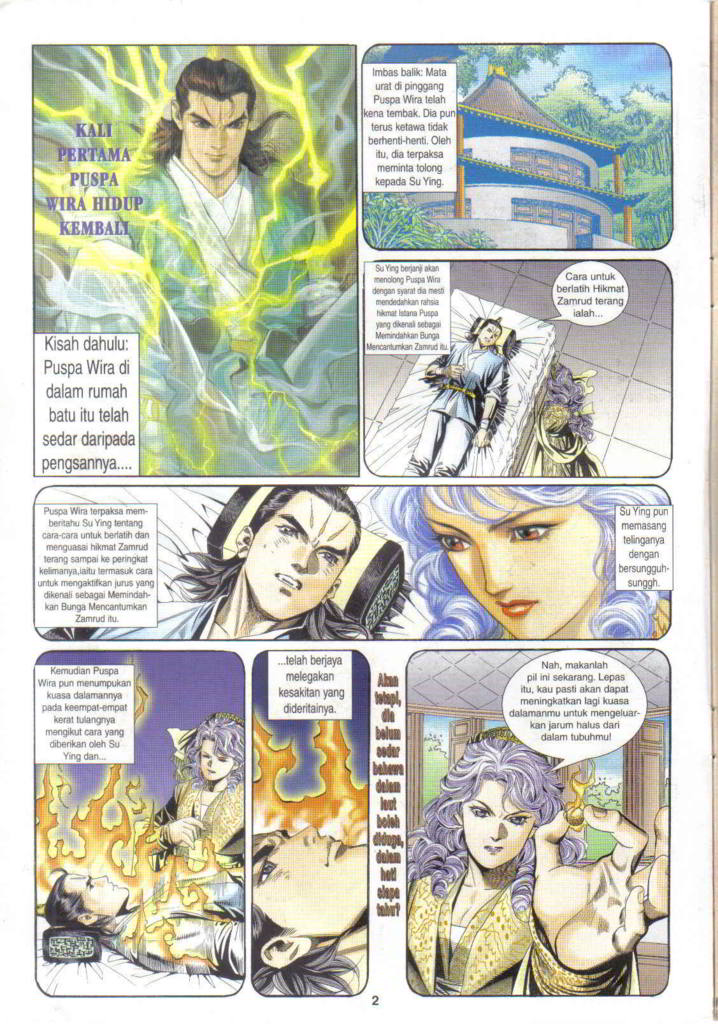 KALI
PERTAMA
PUSPA
WIRA HIDUP
KEMBALI
Kisah dahulu:
Puspa Wira di
dalam rumah
batu itu telah
sedar daripada
pengsannya....
Imbas balik: Mata
urat di pinggang
Puspa Wira telah
kena tembak. Dia pun
terus ketawa tidak
berhenti-henti. Oleh
itu, dia terpaksa
meminta tolong
kepada Su Ying.
Su Ying berjanji akan
menolong Puspa Wira
dengan syarat dia mesti
mendedahkan rahsia
hikmat Istana Puspa
yang dikenali sebagai
Memindahkan Bunga
Mencantumkan Zamrud itu.
Cara untuk
berlatih Hikmat
Zamrud terang
ialah...
Puspa Wira terpaksa mem-
beritahu Su Ying tentang
cara-cara untuk berlatih dan
menguasai hikmat Zamrud
terang sampai ke peringkat
kelimanya,iaitu termasuk cara
untuk mengaktifkan jurus yang
dikenali sebagai Memindah-
kan Bunga Mencantumkan
Zamrud itu.
Su Ying pun
memasang
telinganya
dengan
bersungguh-
sunggh.
Kemudian Puspa
Wira pun menumpukan
kuasa dalamannya
pada keempat-empat
kerat tulangnya
mengikut cara yang
diberikan oleh Su
Ying dan...
...telah berjaya
melegakan
kesakitan yang
dideritainya.
Akan
tetapi,
dia
belum
sedar
bahawa
dalam
laut
boleh
diduga,
dalam
hati
siapa
tahu?
Nah, makanlah
pil ini sekarang. Lepas
itu, kau pasti akan dapat
meningkatkan lagi kuasa
dalamanmu untuk mengeluar-
kan jarum halus dari
dalam tubuhmu!
2